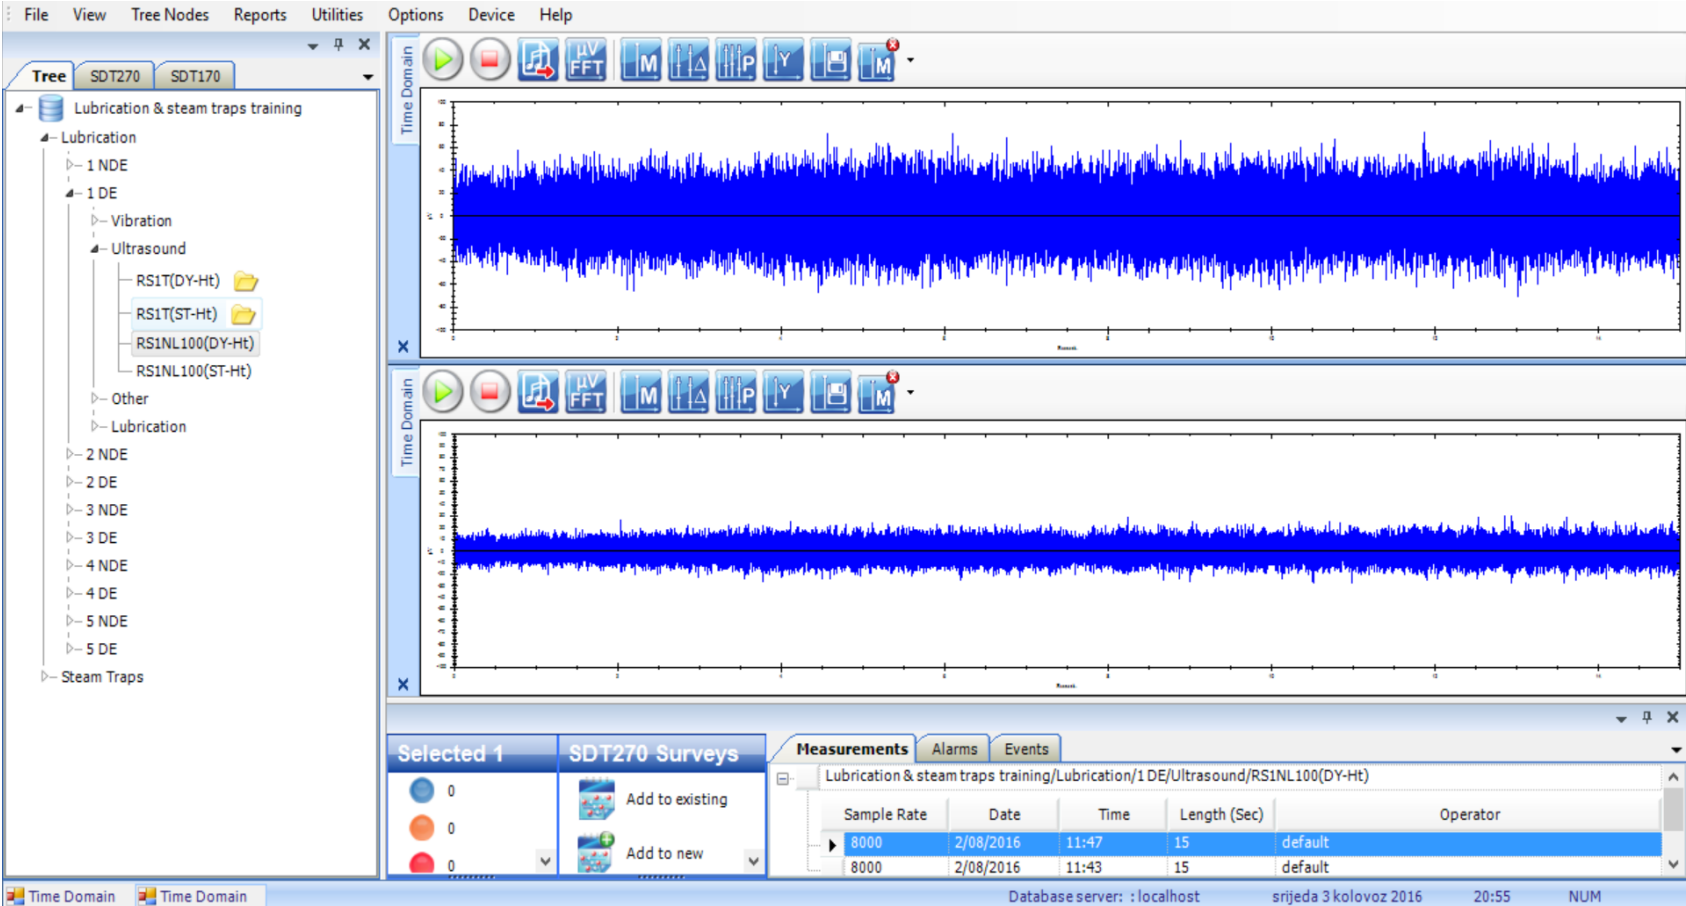 File View Tree Nodes Reports Utilities Options Device Help
Tree SDT270 SDT170
Lubrication & steam traps training
Lubrication
1 NDE
1 DE
Vibration
Ultrasound
RS1T(DY-Ht)
RS1T(ST-Ht)
RS1NL100(DY-Ht)
RS1NL100(ST-Ht)
Other
Lubrication
2 NDE
2 DE
3 NDE
3 DE
4 NDE
4 DE
5 NDE
5 DE
Steam Traps
Time Domain
µV
FFT
M
Δ
P
Y
M
Time Domain
µV
FFT
M
Δ
P
Y
M
Selected 1
0
0
0
SDT270 Surveys
Add to existing
Add to new
Measurements Alarms Events
Lubrication & steam traps training/Lubrication/1 DE/Ultrasound/RS1NL100(DY-Ht)
Sample Rate Date Time Length (Sec) Operator
8000 2/08/2016 11:47 15 default
8000 2/08/2016 11:43 15 default
Time Domain Time Domain Database server: : localhost srijeda 3 kolovoz 2016 20:55 NUM